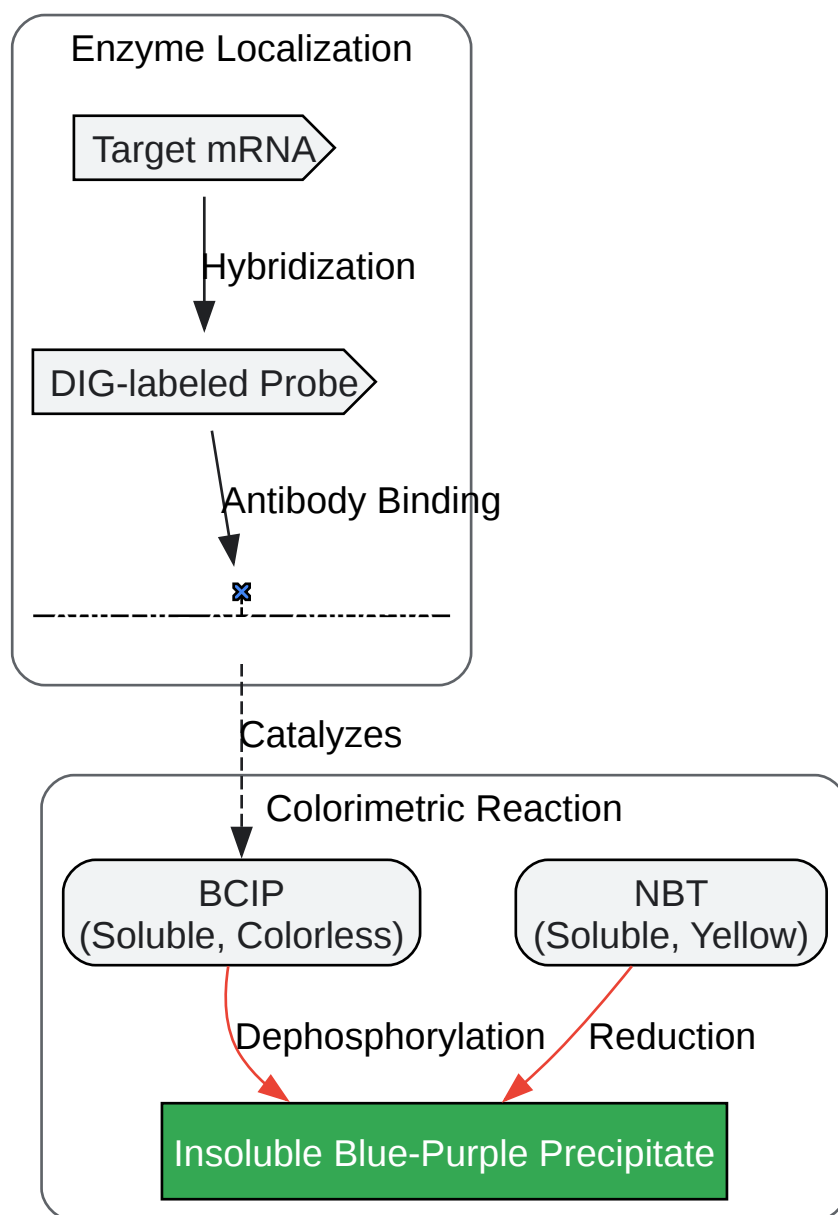 Enzyme Localization
Target mRNA
Hybridization
DIG-labeled Probe
Antibody Binding
Catalyzes
Colorimetric Reaction
BCIP
(Soluble, Colorless)
NBT
(Soluble, Yellow)
Dephosphorylation
Reduction
Insoluble Blue-Purple Precipitate